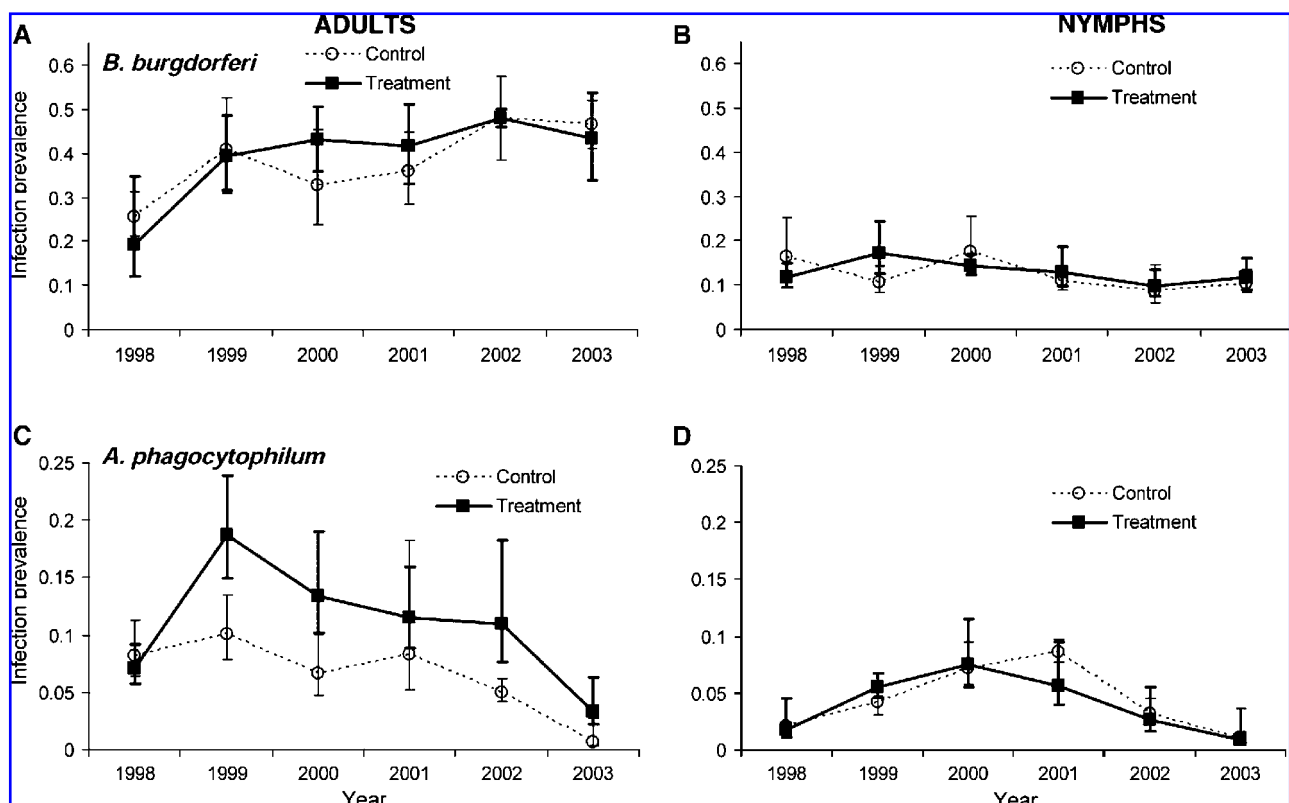 ADULTS
NYMPHS
A
B. burgdorferi
Control
Treatment
Infection prevalence
0.6
0.5
0.4
0.3
0.2
0.1
0
1998 1999 2000 2001 2002 2003
B
Control
Treatment
0.6
0.5
0.4
0.3
0.2
0.1
0
1998 1999 2000 2001 2002 2003
C
A. phagocytophilum
Control
Treatment
Infection prevalence
0.25
0.2
0.15
0.1
0.05
0
1998 1999 2000 2001 2002 2003
Year
D
Control
Treatment
0.25
0.2
0.15
0.1
0.05
0
1998 1999 2000 2001 2002 2003
Year